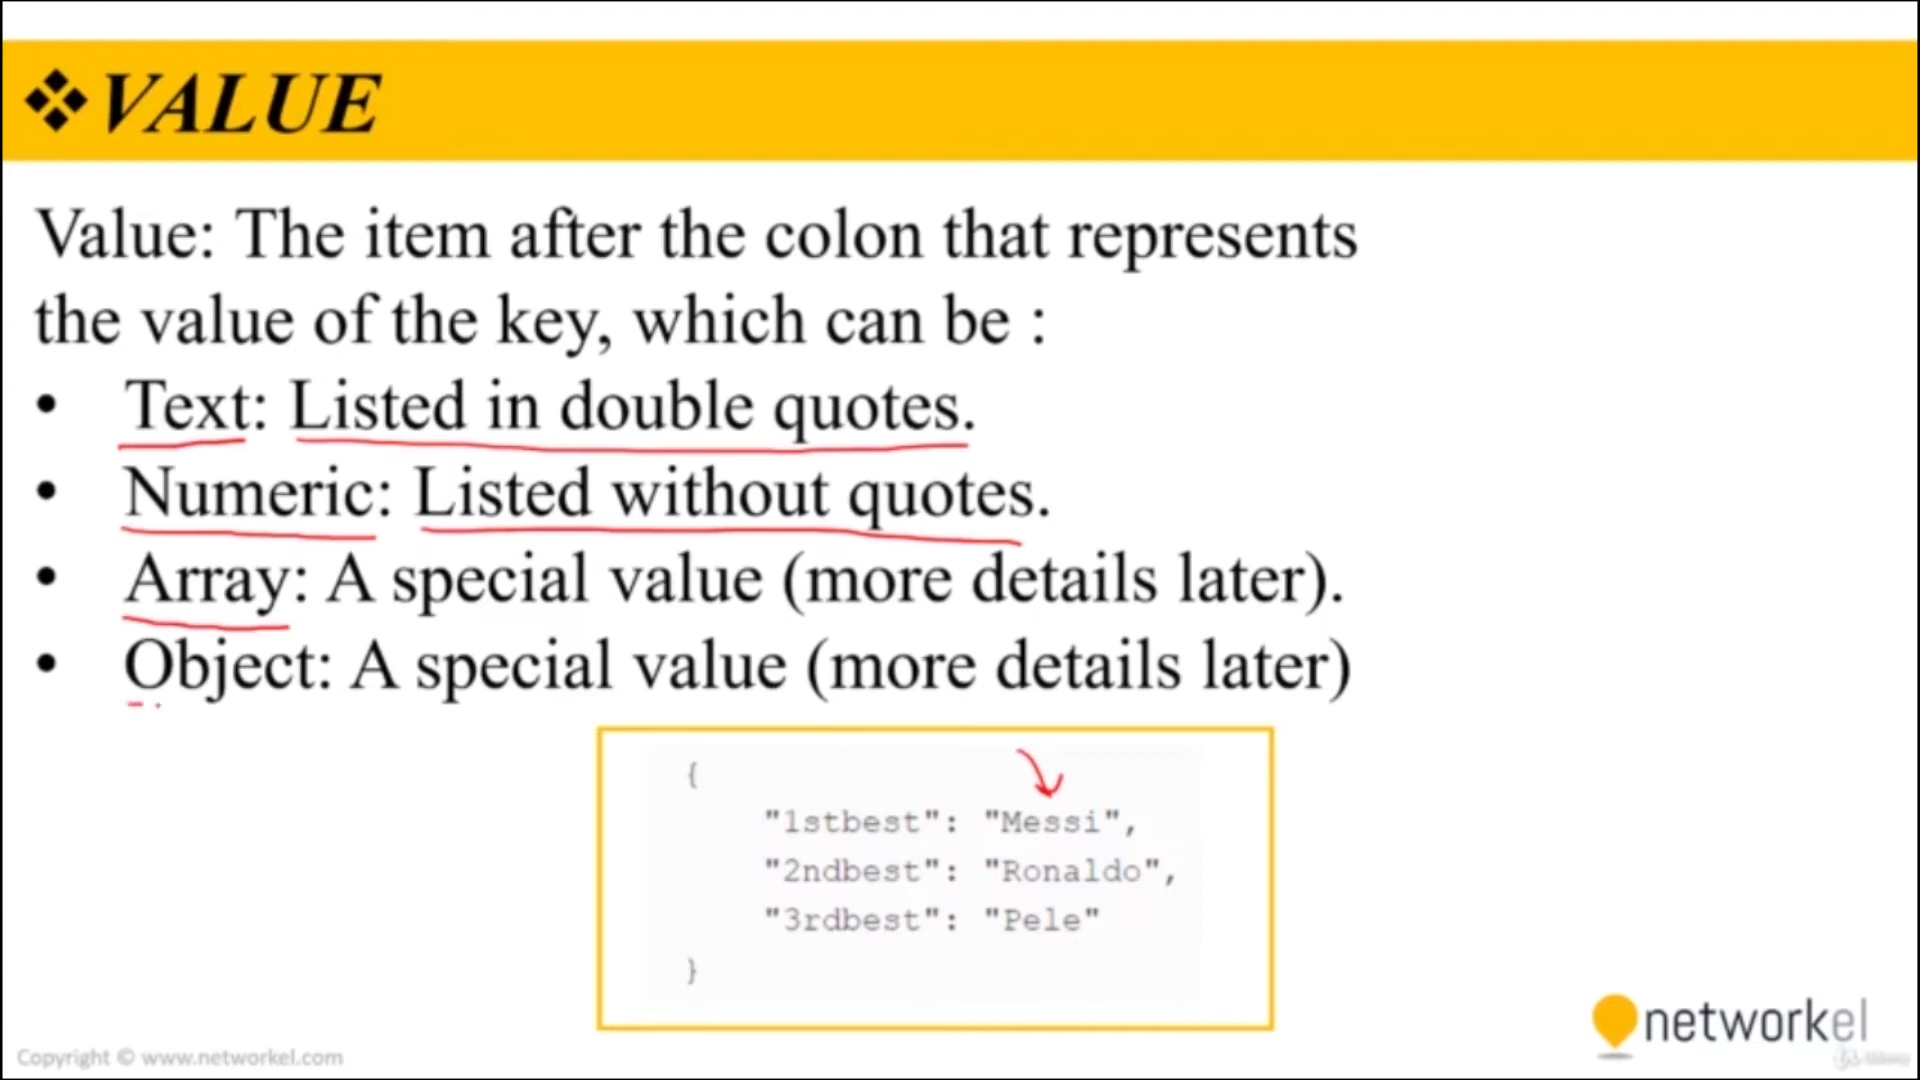 ❖VALUE
Value: The item after the colon that represents
the value of the key, which can be :
• Text: Listed in double quotes.
• Numeric: Listed without quotes.
• Array: A special value (more details later).
• Object: A special value (more details later)
{
"1stbest": "Messi",
"2ndbest": "Ronaldo",
"3rdbest": "Pele"
}
networkel
Copyright © www.networkel.com